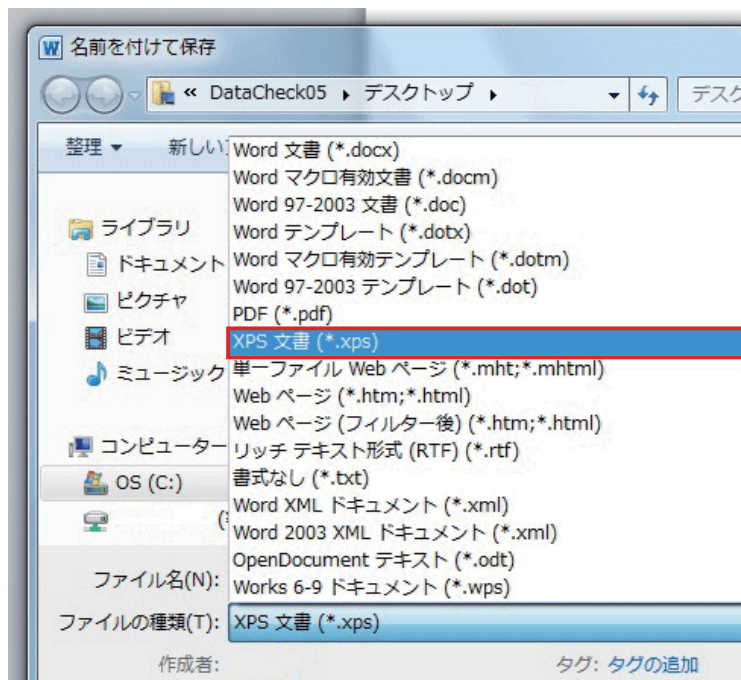 名前を付けて保存
« DataCheck05 ▸ デスクトップ ▸
デスク
整理 ▼ 新しい
Word 文書 (*.docx)
Word マクロ有効文書 (*.docm)
Word 97-2003 文書 (*.doc)
Word テンプレート (*.dotx)
Word マクロ有効テンプレート (*.dotm)
Word 97-2003 テンプレート (*.dot)
PDF (*.pdf)
XPS 文書 (*.xps)
単一ファイル Web ページ (*.mht;*.mhtml)
Web ページ (*.htm;*.html)
Web ページ (フィルター後) (*.htm;*.html)
リッチ テキスト形式 (RTF) (*.rtf)
書式なし (*.txt)
Word XML ドキュメント (*.xml)
Word 2003 XML ドキュメント (*.xml)
OpenDocument テキスト (*.odt)
Works 6-9 ドキュメント (*.wps)
ライブラリ
ドキュメント
ピクチャ
ビデオ
ミュージック
コンピューター
OS (C:)
ファイル名(N):
ファイルの種類(T): XPS 文書 (*.xps)
作成者:
タグ: タグの追加